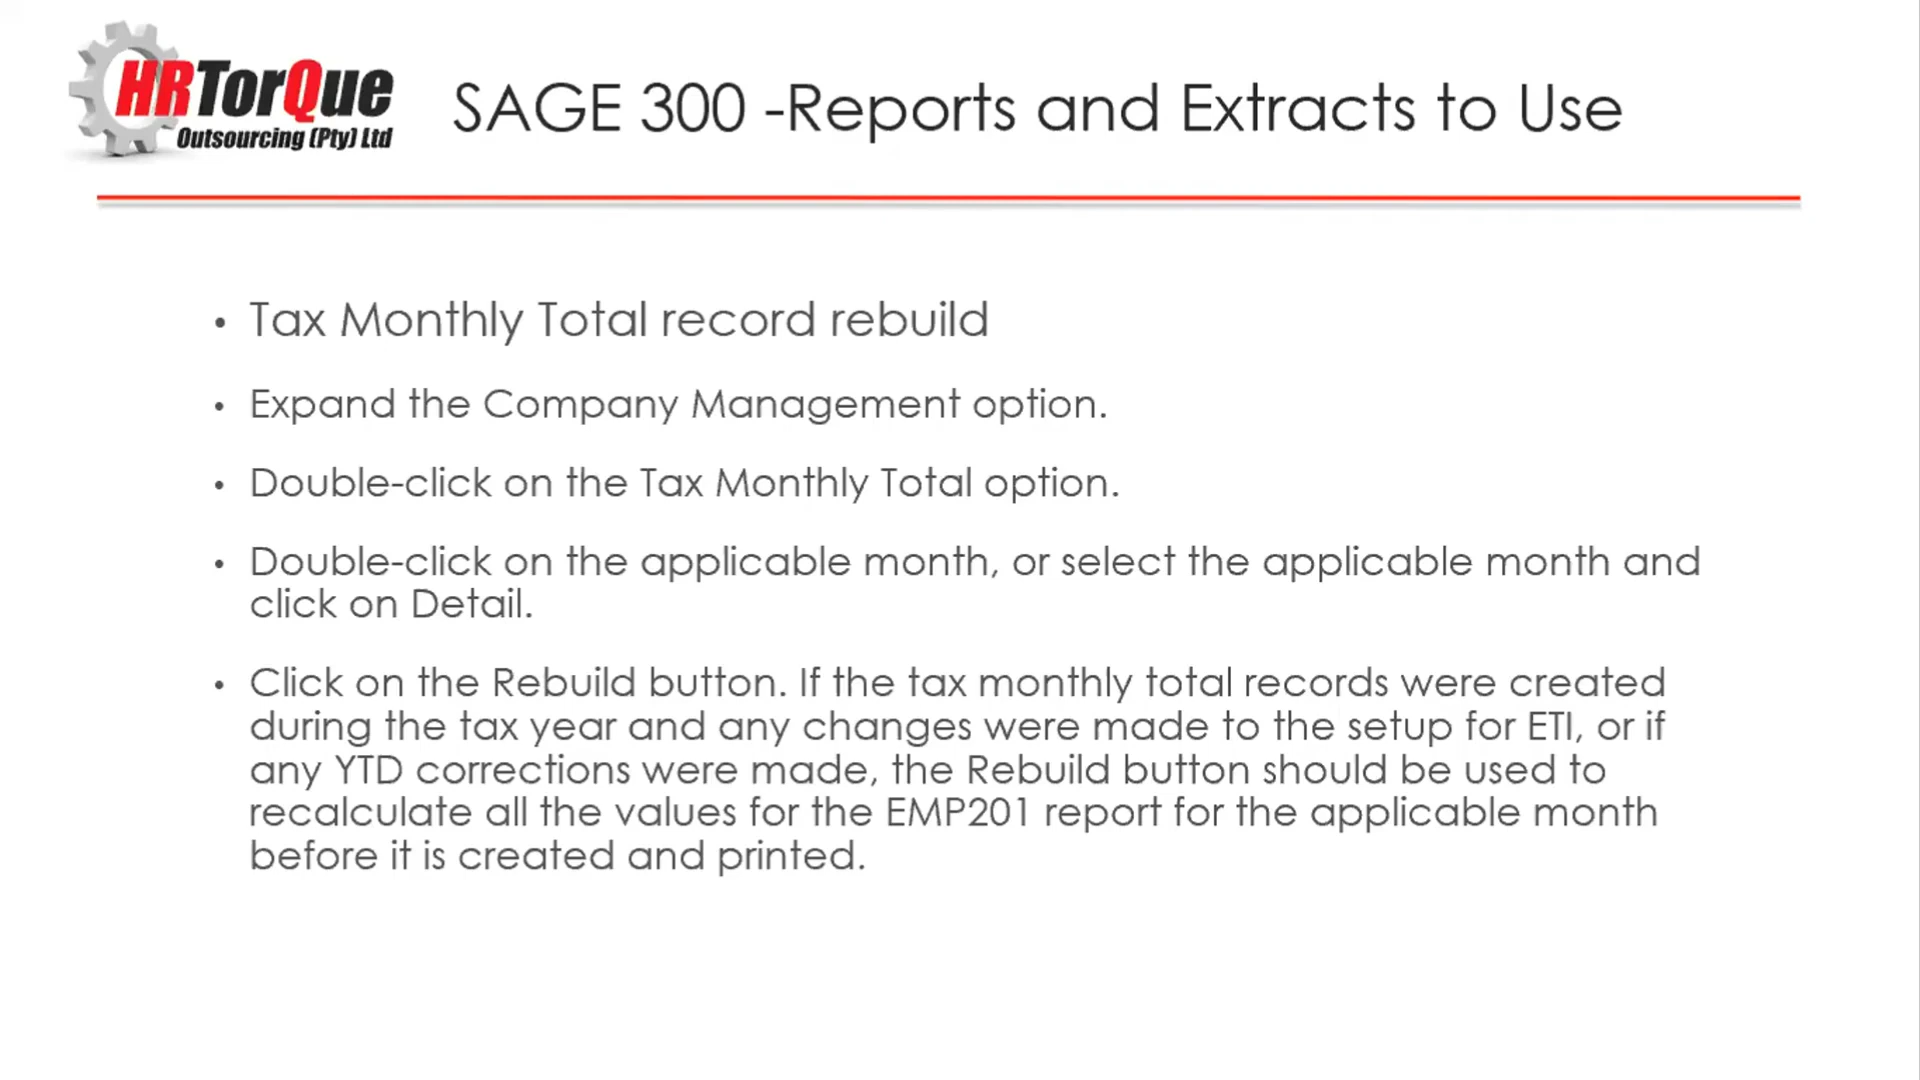 HRTorQue
Outsourcing (Pty) Ltd
SAGE 300 -Reports and Extracts to Use
• Tax Monthly Total record rebuild
• Expand the Company Management option.
• Double-click on the Tax Monthly Total option.
• Double-click on the applicable month, or select the applicable month and
click on Detail.
• Click on the Rebuild button. If the tax monthly total records were created
during the tax year and any changes were made to the setup for ETI, or if
any YTD corrections were made, the Rebuild button should be used to
recalculate all the values for the EMP201 report for the applicable month
before it is created and printed.